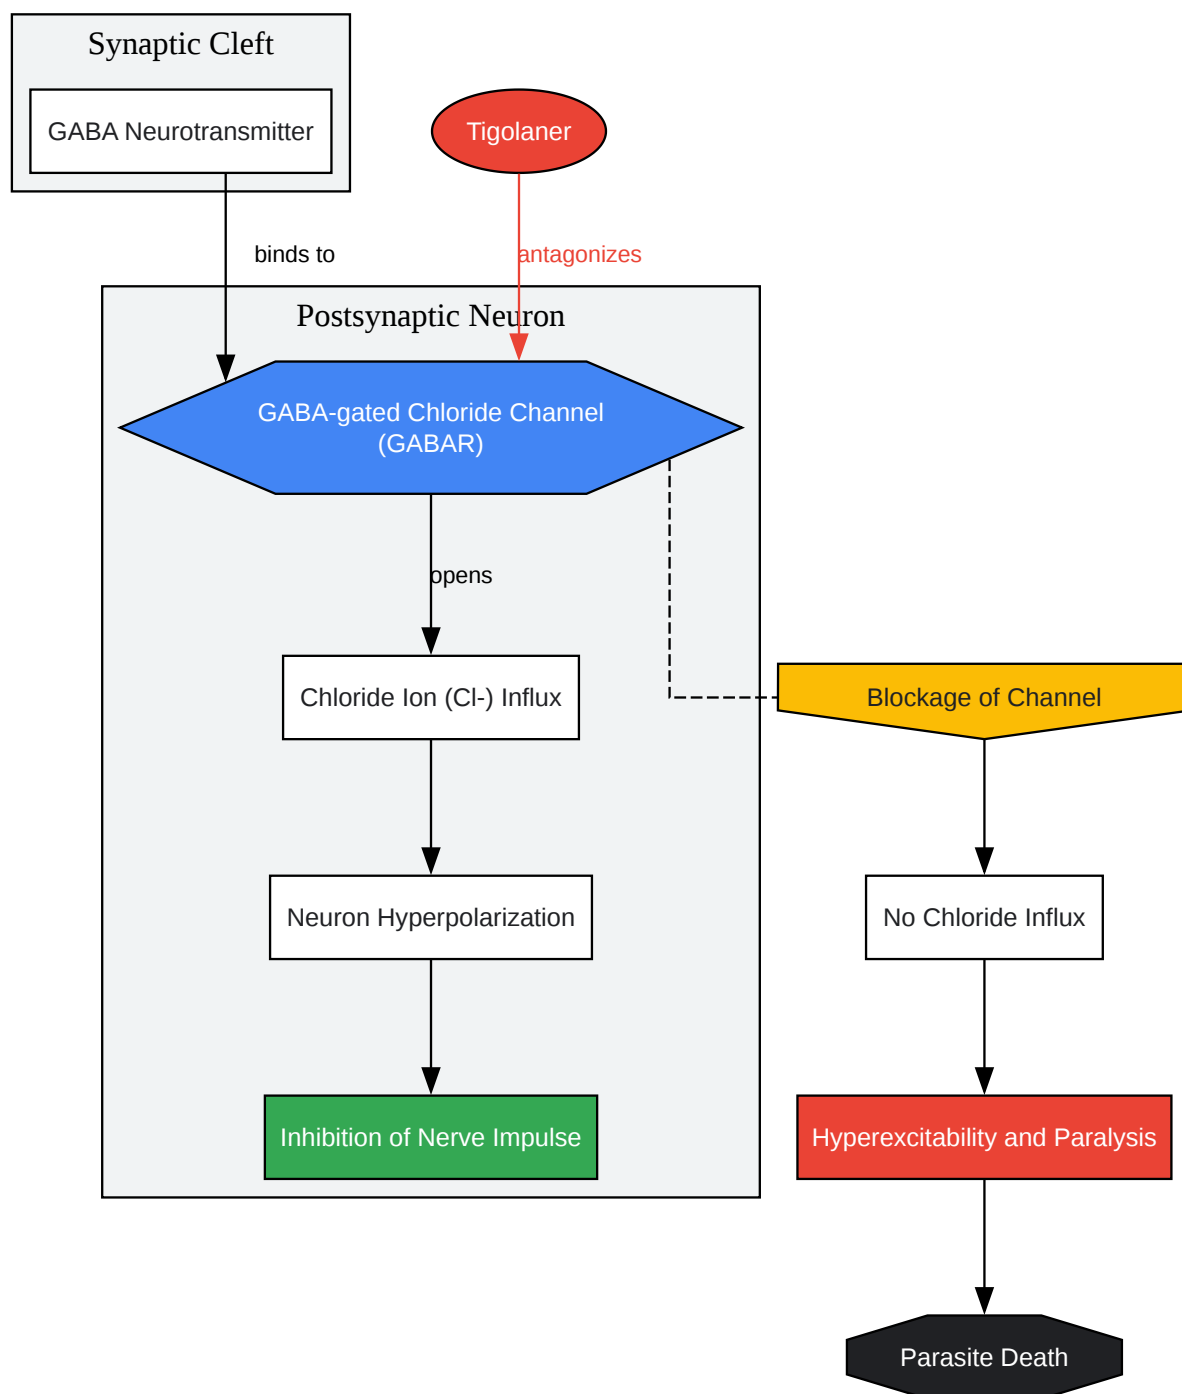 Synaptic Cleft
GABA Neurotransmitter
Tigolaner
binds to
antagonizes
Postsynaptic Neuron
GABA-gated Chloride Channel
(GABAR)
opens
Chloride Ion (Cl-) Influx
Blockage of Channel
Neuron Hyperpolarization
No Chloride Influx
Inhibition of Nerve Impulse
Hyperexcitability and Paralysis
Parasite Death